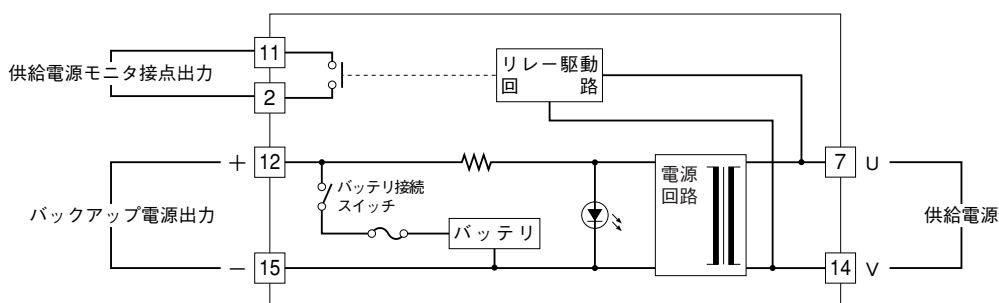 11
供給電源モニタ接点出力
2
リレー駆動
回 路
+ 12
バックアップ電源出力
− 15
バッテリ接続
スイッチ
バッテリ
電源
回路
7 U
供給電源
14 V